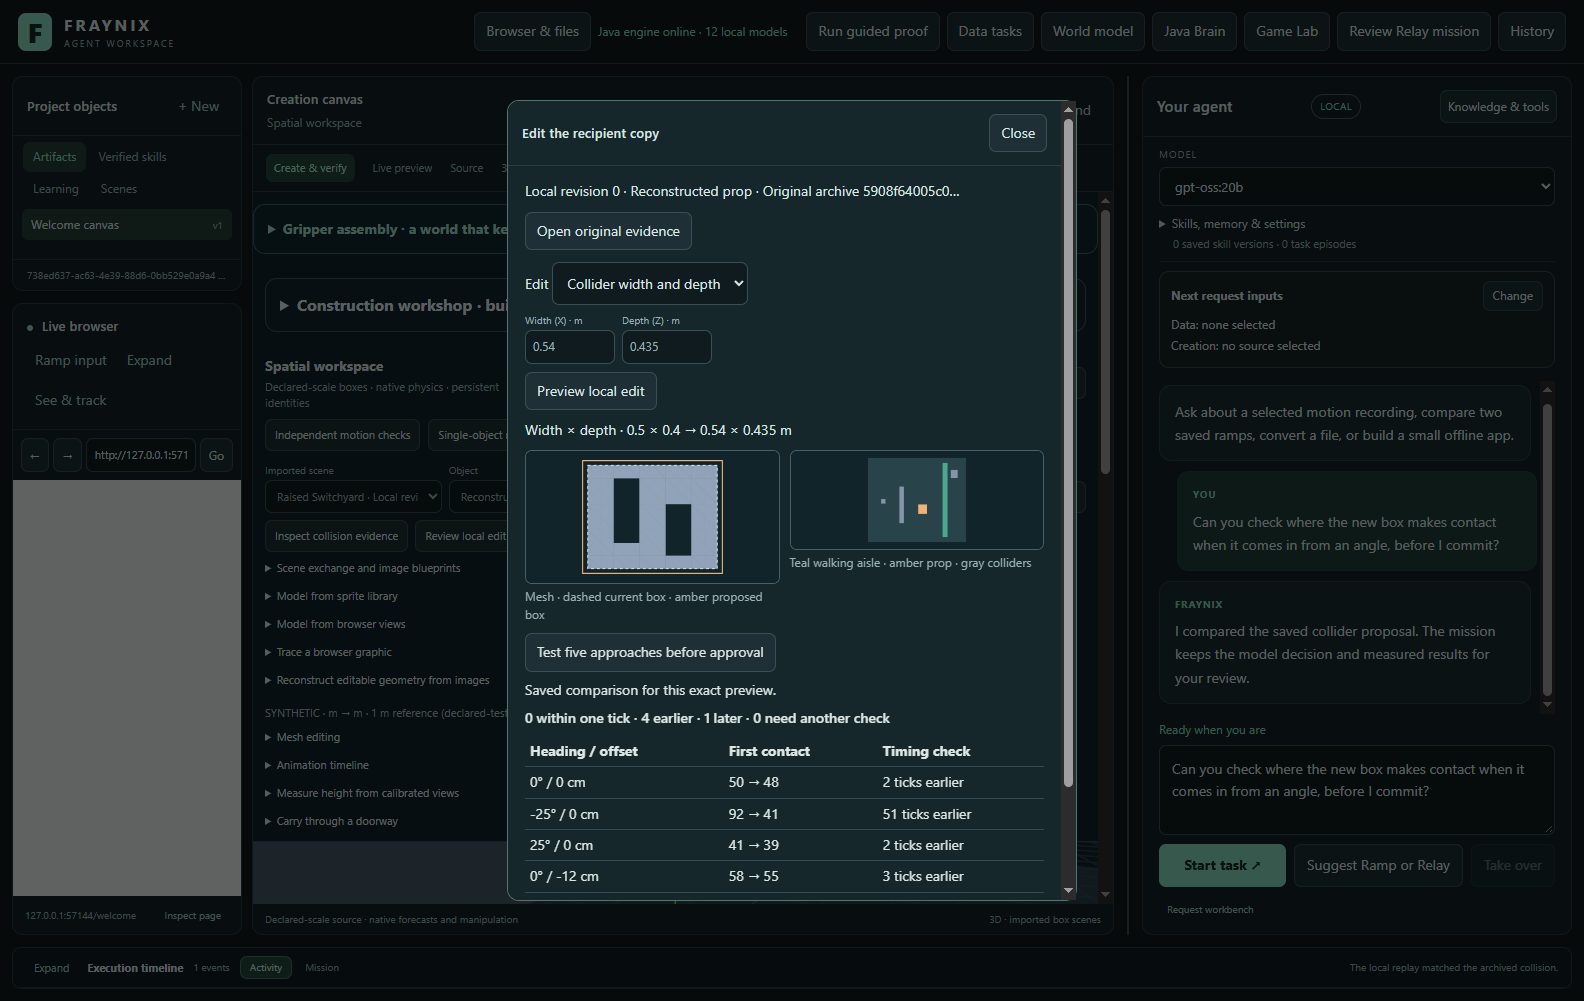 F
FRAYNIX
AGENT WORKSPACE
Browser & files
Java engine online · 12 local models
Run guided proof
Data tasks
World model
Java Brain
Game Lab
Review Relay mission
History
Project objects
+ New
Artifacts
Verified skills
Learning
Scenes
Welcome canvas
v1
738ed637-ac63-4e39-88d6-0bb529e0a9a4 ...
Live browser
Ramp input
Expand
See & track
←
→
http://127.0.0.1:571
Go
127.0.0.1:57144/welcome
Inspect page
Creation canvas
Spatial workspace
Create & verify
Live preview
Source
Gripper assembly · a world that ke
Construction workshop · bui
Spatial workspace
Declared-scale boxes · native physics · persistent
identities
Independent motion checks
Single-object
Imported scene
Object
Raised Switchyard · Local revi
Reconstru
Inspect collision evidence
Review local edit
Scene exchange and image blueprints
Model from sprite library
Model from browser views
Trace a browser graphic
Reconstruct editable geometry from images
SYNTHETIC · m → m · 1 m reference (declared-test
Mesh editing
Animation timeline
Measure height from calibrated views
Carry through a doorway
Declared-scale source · native forecasts and manipulation
3D · imported box scenes
Edit the recipient copy
Close
Local revision 0 · Reconstructed prop · Original archive 5908f64005c0...
Open original evidence
Edit
Collider width and depth
Width (X) · m
Depth (Z) · m
0.54
0.435
Preview local edit
Width × depth · 0.5 × 0.4 → 0.54 × 0.435 m
Mesh · dashed current box · amber proposed
box
Teal walking aisle · amber prop · gray colliders
Test five approaches before approval
Saved comparison for this exact preview.
0 within one tick · 4 earlier · 1 later · 0 need another check
Heading / offset
First contact
Timing check
0° / 0 cm
50 → 48
2 ticks earlier
-25° / 0 cm
92 → 41
51 ticks earlier
25° / 0 cm
41 → 39
2 ticks earlier
0° / -12 cm
58 → 55
3 ticks earlier
Your agent
LOCAL
Knowledge & tools
MODEL
gpt-oss:20b
Skills, memory & settings
0 saved skill versions · 0 task episodes
Next request inputs
Change
Data: none selected
Creation: no source selected
Ask about a selected motion recording, compare two
saved ramps, convert a file, or build a small offline app.
YOU
Can you check where the new box makes contact
when it comes in from an angle, before I commit?
FRAYNIX
I compared the saved collider proposal. The mission
keeps the model decision and measured results for
your review.
Ready when you are
Can you check where the new box makes contact when it
comes in from an angle, before I commit?
Start task ↗
Suggest Ramp or Relay
Take over
Request workbench
Expand
Execution timeline
1 events
Activity
Mission
The local replay matched the archived collision.